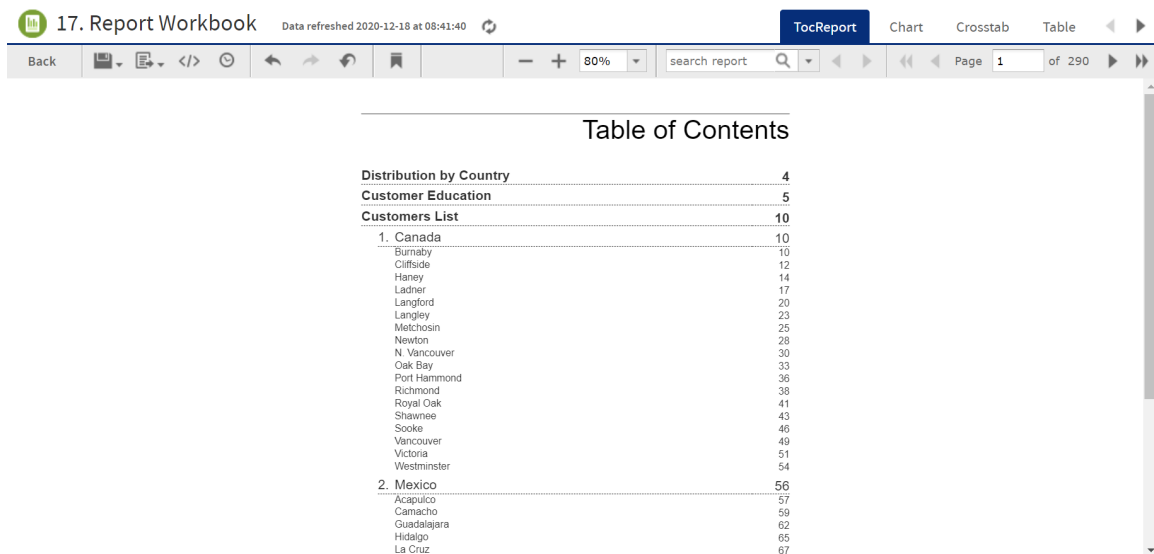 17. Report Workbook Data refreshed 2020-12-18 at 08:41:40 TocReport Chart Crosstab Table
Back </> 80% search report Page 1 of 290
Table of Contents
Distribution by Country 4
Customer Education 5
Customers List 10
1. Canada 10
Burnaby 10
Cliffside 12
Haney 14
Ladner 17
Langford 20
Langley 23
Metchosin 25
Newton 28
N. Vancouver 30
Oak Bay 33
Port Hammond 36
Richmond 38
Royal Oak 41
Shawnee 43
Sooke 46
Vancouver 49
Victoria 51
Westminster 54
2. Mexico 56
Acapulco 57
Camacho 59
Guadalajara 62
Hidalgo 65
La Cruz 67